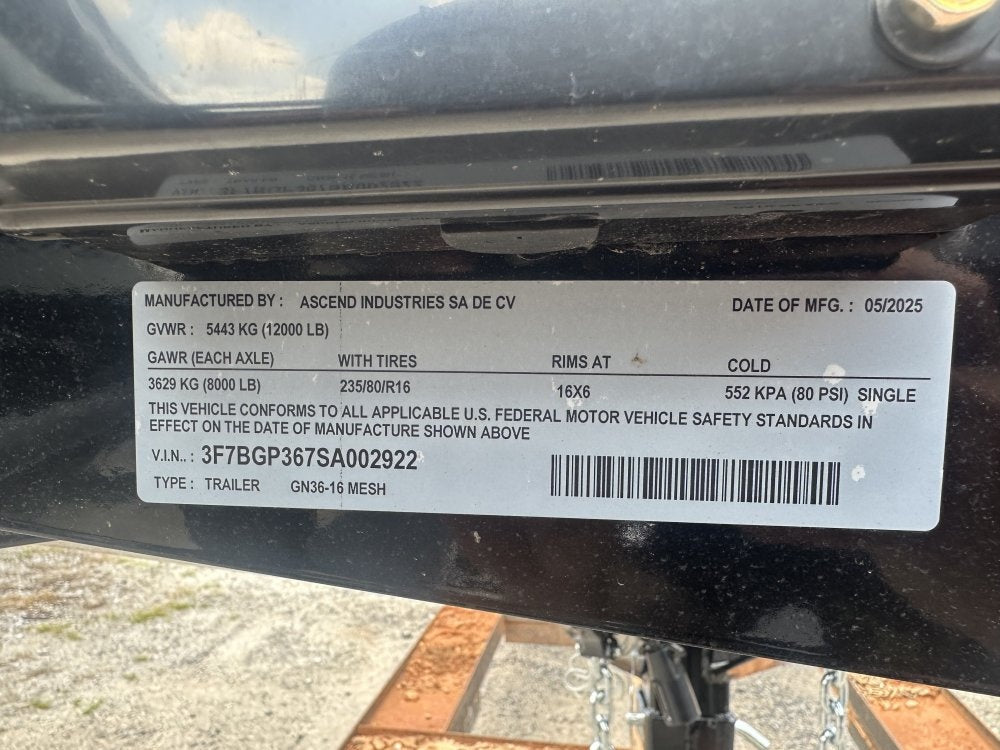 MANUFACTURED BY : ASCEND INDUSTRIES SA DE CV DATE OF MFG. : 05/2025
GVWR : 5443 KG (12000 LB)
GAWR (EACH AXLE) WITH TIRES RIMS AT COLD
3629 KG (8000 LB) 235/80/R16 16X6 552 KPA (80 PSI) SINGLE
THIS VEHICLE CONFORMS TO ALL APPLICABLE U.S. FEDERAL MOTOR VEHICLE SAFETY STANDARDS IN
EFFECT ON THE DATE OF MANUFACTURE SHOWN ABOVE
V.I.N.. : 3F7BGP367SA002922
TYPE : TRAILER GN36-16 MESH